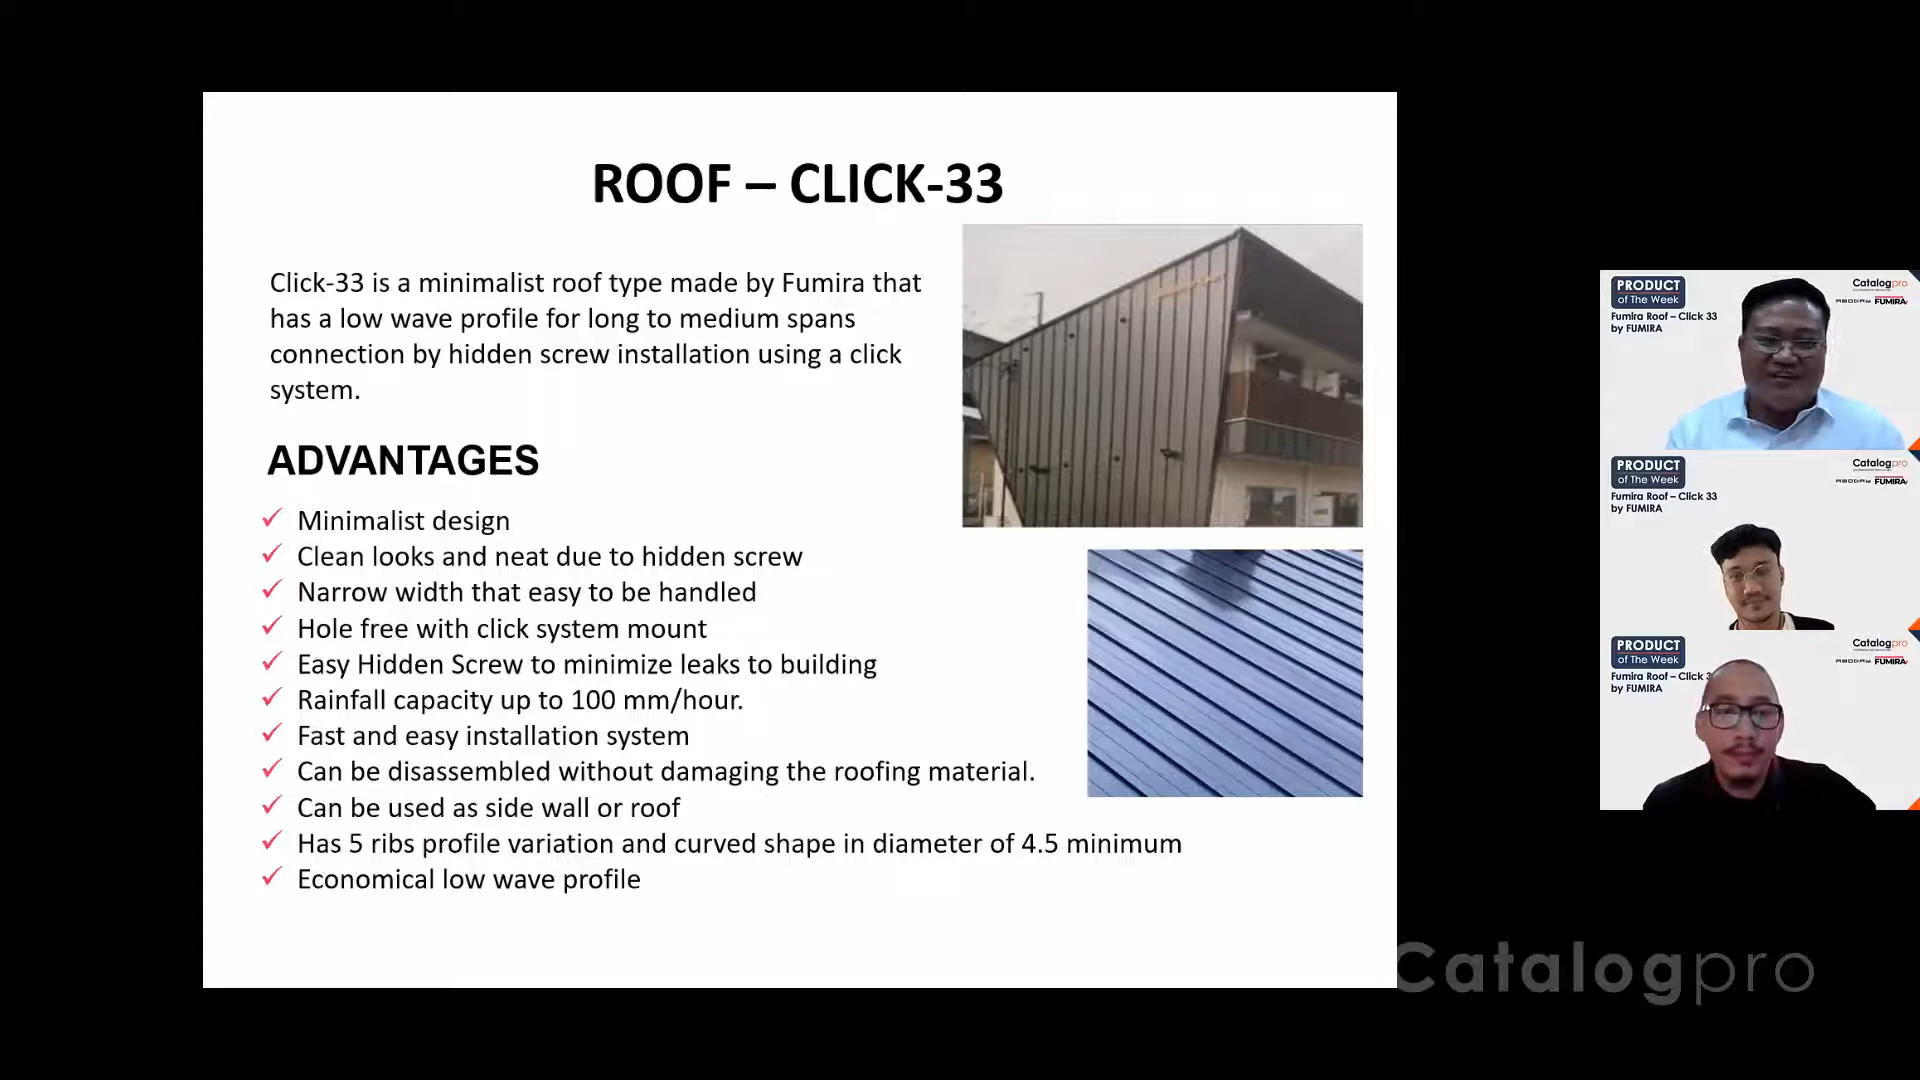 ROOF – CLICK-33
Click-33 is a minimalist roof type made by Fumira that
has a low wave profile for long to medium spans
connection by hidden screw installation using a click
system.
ADVANTAGES
✓ Minimalist design
✓ Clean looks and neat due to hidden screw
✓ Narrow width that easy to be handled
✓ Hole free with click system mount
✓ Easy Hidden Screw to minimize leaks to building
✓ Rainfall capacity up to 100 mm/hour.
✓ Fast and easy installation system
✓ Can be disassembled without damaging the roofing material.
✓ Can be used as side wall or roof
✓ Has 5 ribs profile variation and curved shape in diameter of 4.5 minimum
✓ Economical low wave profile
PRODUCT
of The Week
Fumira Roof – Click 33
by FUMIRA
Catalogpro
ABODAY FUMIRA
PRODUCT
of The Week
Fumira Roof – Click 33
by FUMIRA
Catalogpro
ABODAY FUMIRA
PRODUCT
of The Week
Fumira Roof – Click 3
by FUMIRA
Catalogpro
ABODAY FUMIRA
Catalogpro